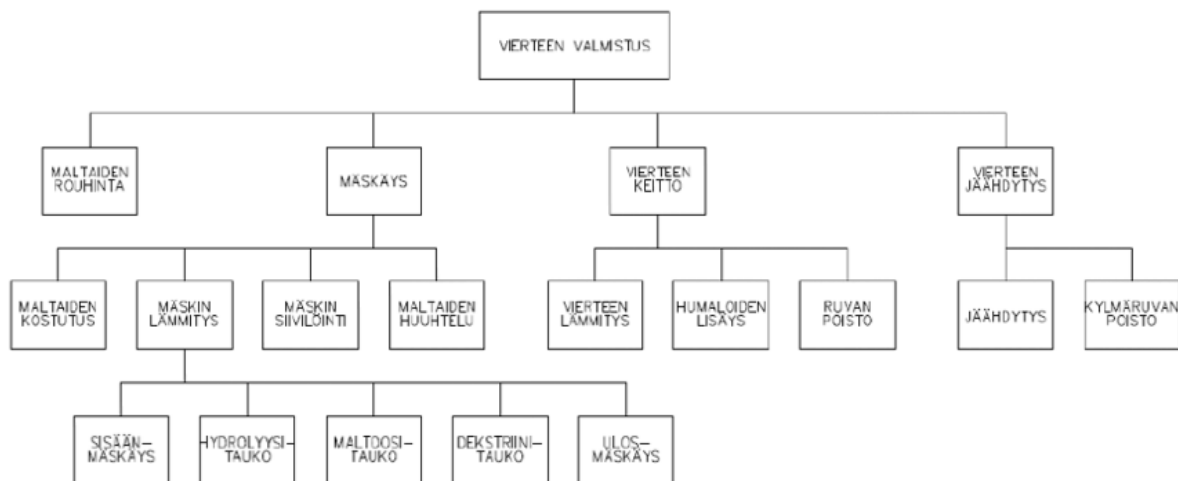 VIERTEEN VALMISTUS
MALTAIDEN
ROUHINTA
MÄSKÄYS
VIERTEEN
KEITTO
VIERTEEN
JÄÄHDYTYS
MALTAIDEN
KOSTUTUS
MÄSKIN
LÄMMITYS
MÄSKIN
SIIVILÖINTI
MALTAIDEN
HUUHTELU
VIERTEEN
LÄMMITYS
HUMALOIDEN
LISÄYS
RUVAN
POISTO
JÄÄHDYTYS
KYLMÄRUVAN
POISTO
SISÄÄN–
MÄSKÄYS
HYDROLYYSI–
TAUKO
MALTOOSI–
TAUKO
DEKSTRIINI–
TAUKO
ULOS–
MÄSKÄYS